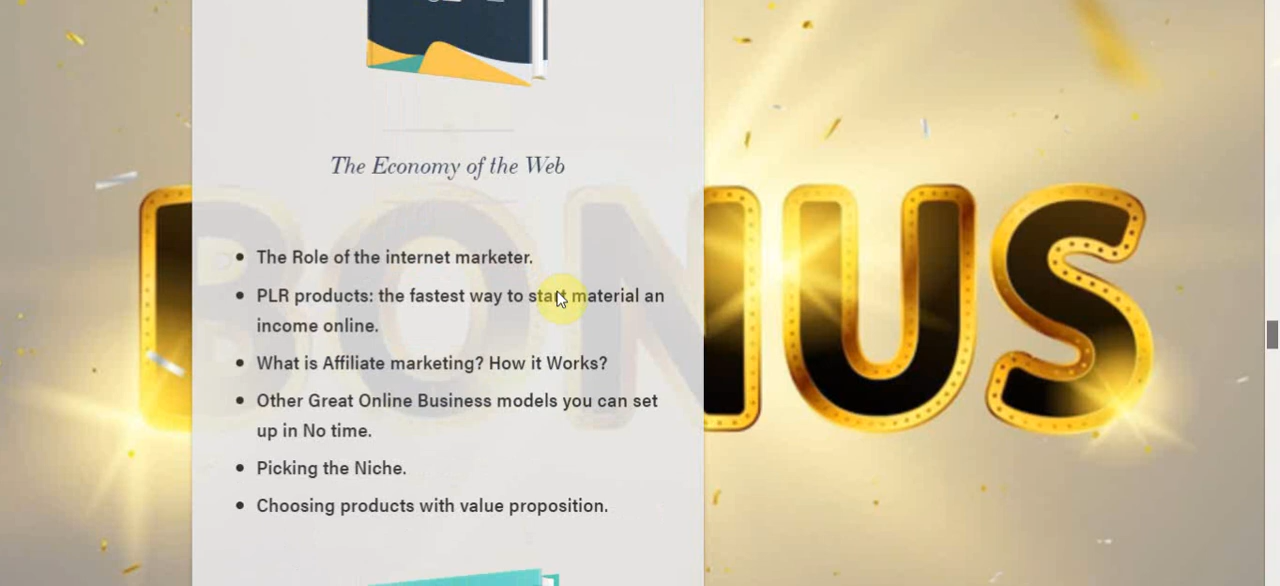 The Economy of the Web
BONUS
The Role of the internet marketer.
PLR products: the fastest way to start material an
income online.
What is Affiliate marketing? How it Works?
Other Great Online Business models you can set
up in No time.
Picking the Niche.
Choosing products with value proposition.